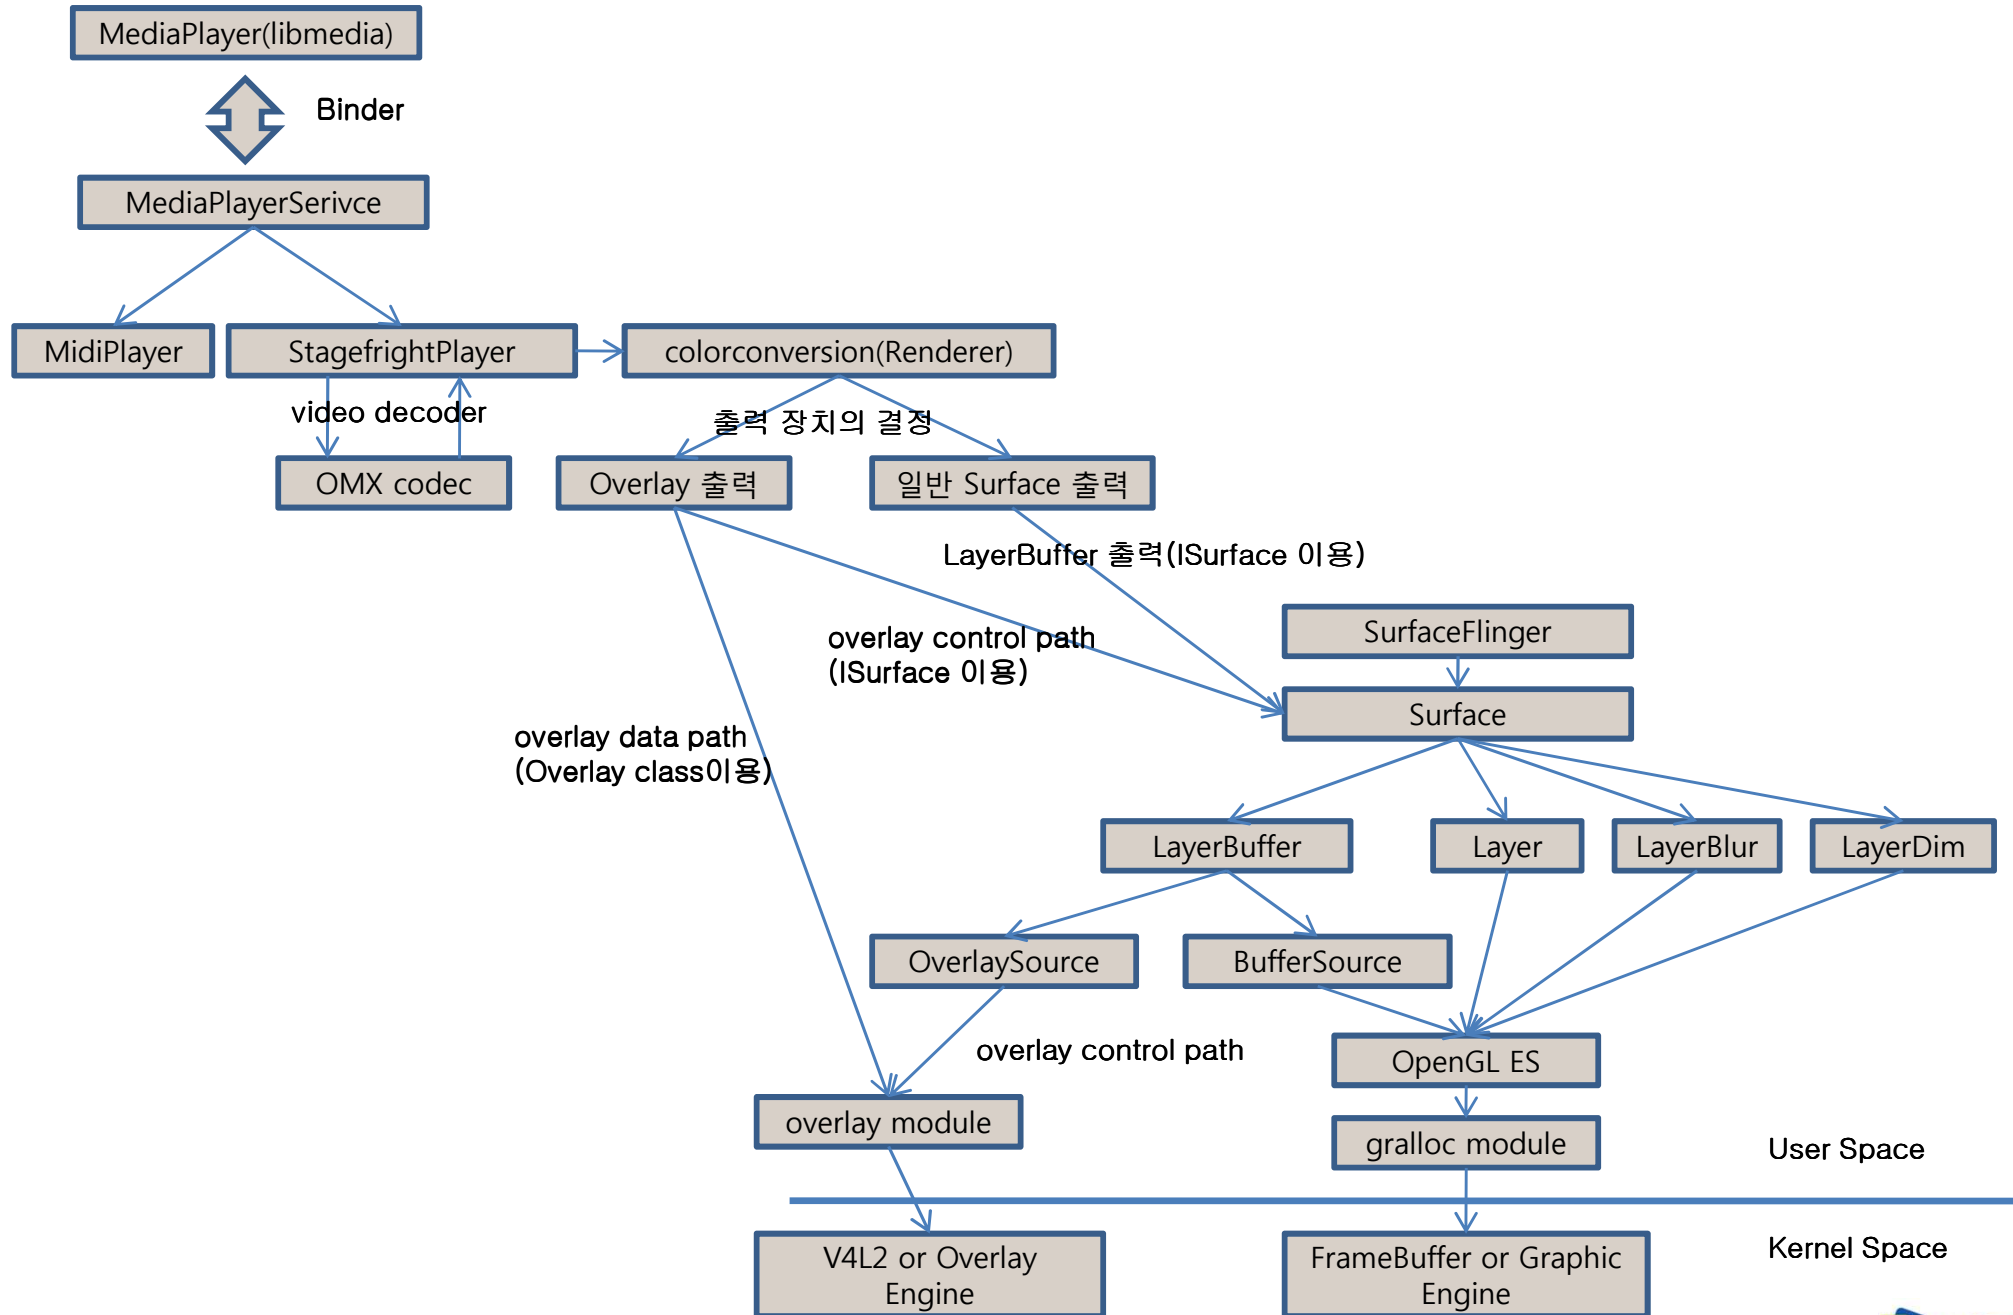 MediaPlayer(libmedia)
Binder
MediaPlayerSerivce
MidiPlayer
StagefrightPlayer
colorconversion(Renderer)
video decoder
출력 장치의 결정
OMX codec
Overlay 출력
일반 Surface 출력
LayerBuffer 출력(ISurface 이용)
SurfaceFlinger
overlay control path
(ISurface 이용)
Surface
overlay data path
(Overlay class이용)
LayerBuffer
Layer
LayerBlur
LayerDim
OverlaySource
BufferSource
overlay control path
OpenGL ES
overlay module
gralloc module
User Space
V4L2 or Overlay
Engine
FrameBuffer or Graphic
Engine
Kernel Space